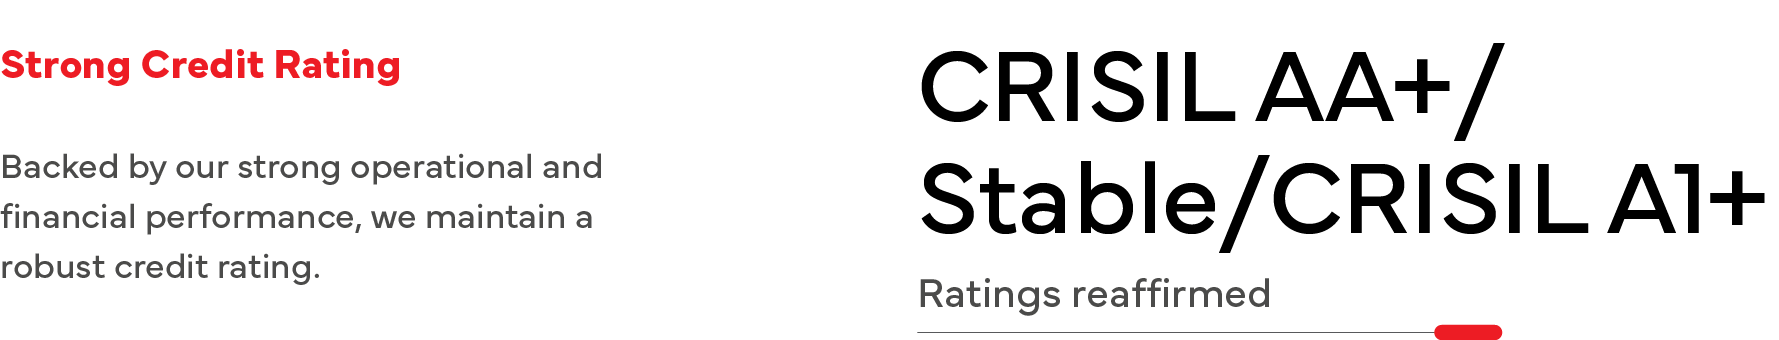 Strong Credit Rating
Backed by our strong operational and
financial performance, we maintain a
robust credit rating.
CRISIL AA+/
Stable/CRISIL A1+
Ratings reaffirmed